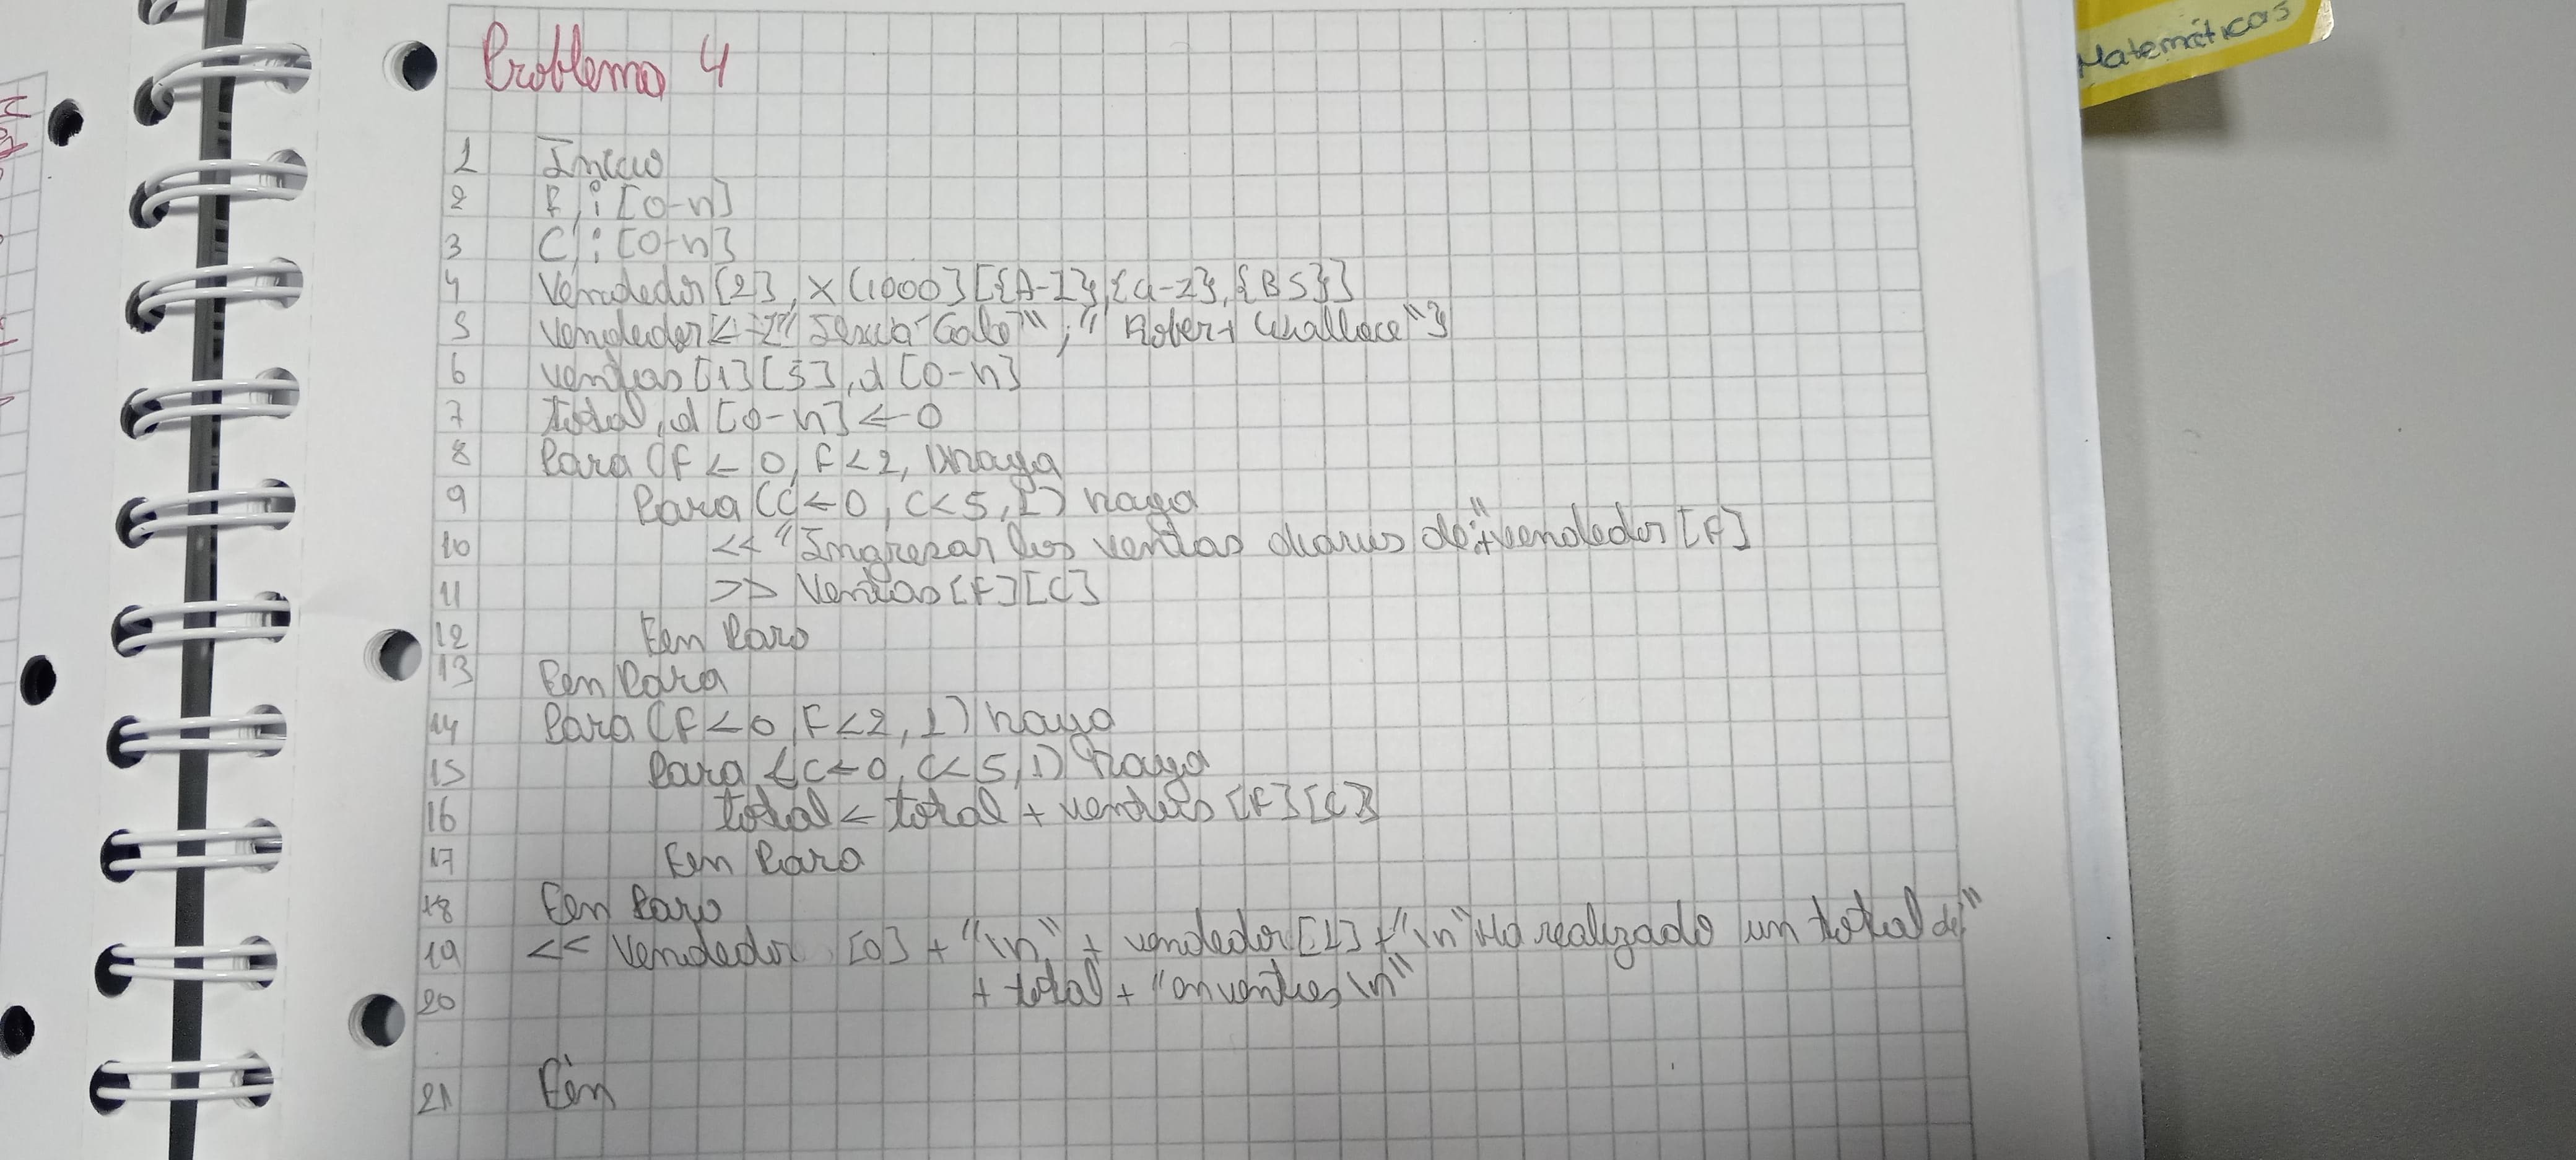 Matemáticas
Problema 4
1 Inicio
2 F, i [0-n]
3 C, i [0-n]
4 Vendedor [2], x (1000) [{A-Z},{a-z},{BS}]
5 vendedor ← {" ", "Robert Whallace"}
6 ventas [1][5], d [0-n]
7 total, d [0-n] ← 0
8 Para (F ← 0, F<2, 1) haga
9 Para (C ← 0, C<5, 1) haga
10 << "Ingresar las ventas diarias de:" + vendedor [F]
11 >> Ventas [F][C]
12 Fin Para
13 Fin Para
14 Para (F ← 0, F<2, 1) haga
15 Para (C ← 0, C<5, 1) haga
16 total ← total + ventas [F][C]
17 Fin Para
18 Fin Para
19 << Vendedor [0] + "\n" + vendedor [1] + "\n" Ha realizado un total de"
20 + total + "en ventas \n"
21 Fin